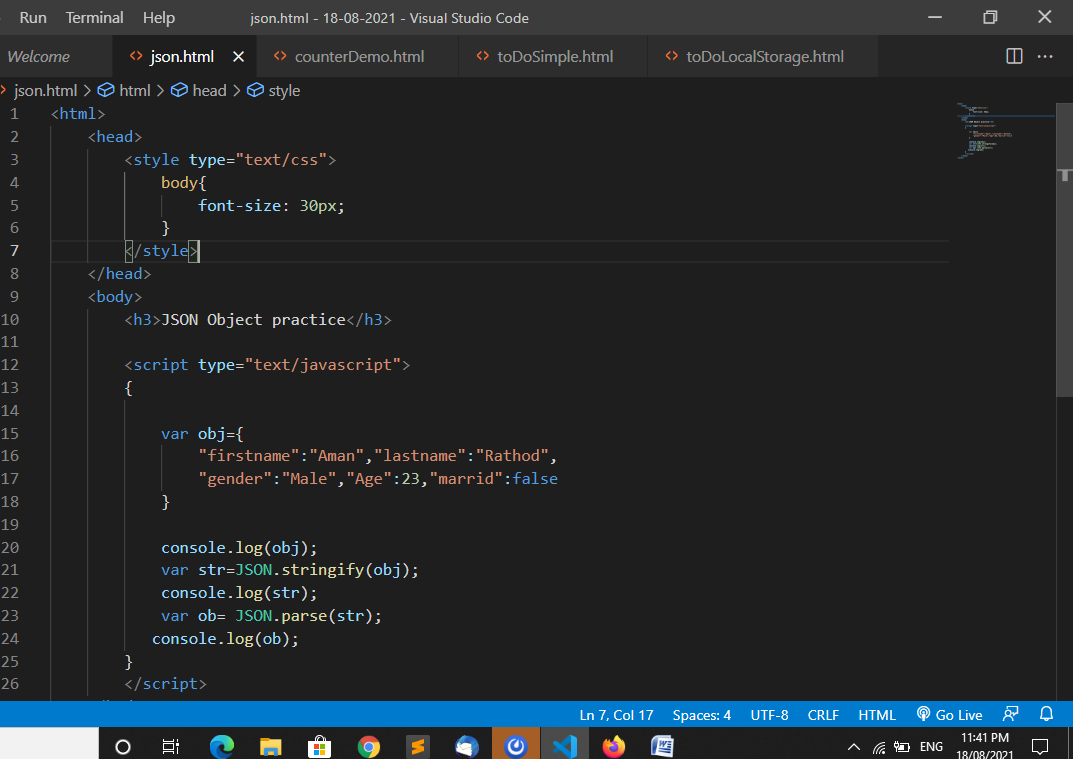 Run Terminal Help json.html - 18-08-2021 - Visual Studio Code
Welcome json.html counterDemo.html toDoSimple.html toDoLocalStorage.html
json.html > html > head > style
1 <html>
2 <head>
3 <style type="text/css">
4 body{
5 font-size: 30px;
6 }
7 </style>
8 </head>
9 <body>
10 <h3>JSON Object practice</h3>
11
12 <script type="text/javascript">
13 {
14
15 var obj={
16 "firstname":"Aman","lastname":"Rathod",
17 "gender":"Male","Age":23,"marrid":false
18 }
19
20 console.log(obj);
21 var str=JSON.stringify(obj);
22 console.log(str);
23 var ob= JSON.parse(str);
24 console.log(ob);
25 }
26 </script>
Ln 7, Col 17 Spaces: 4 UTF-8 CRLF HTML Go Live
ENG 11:41 PM
18/08/2021